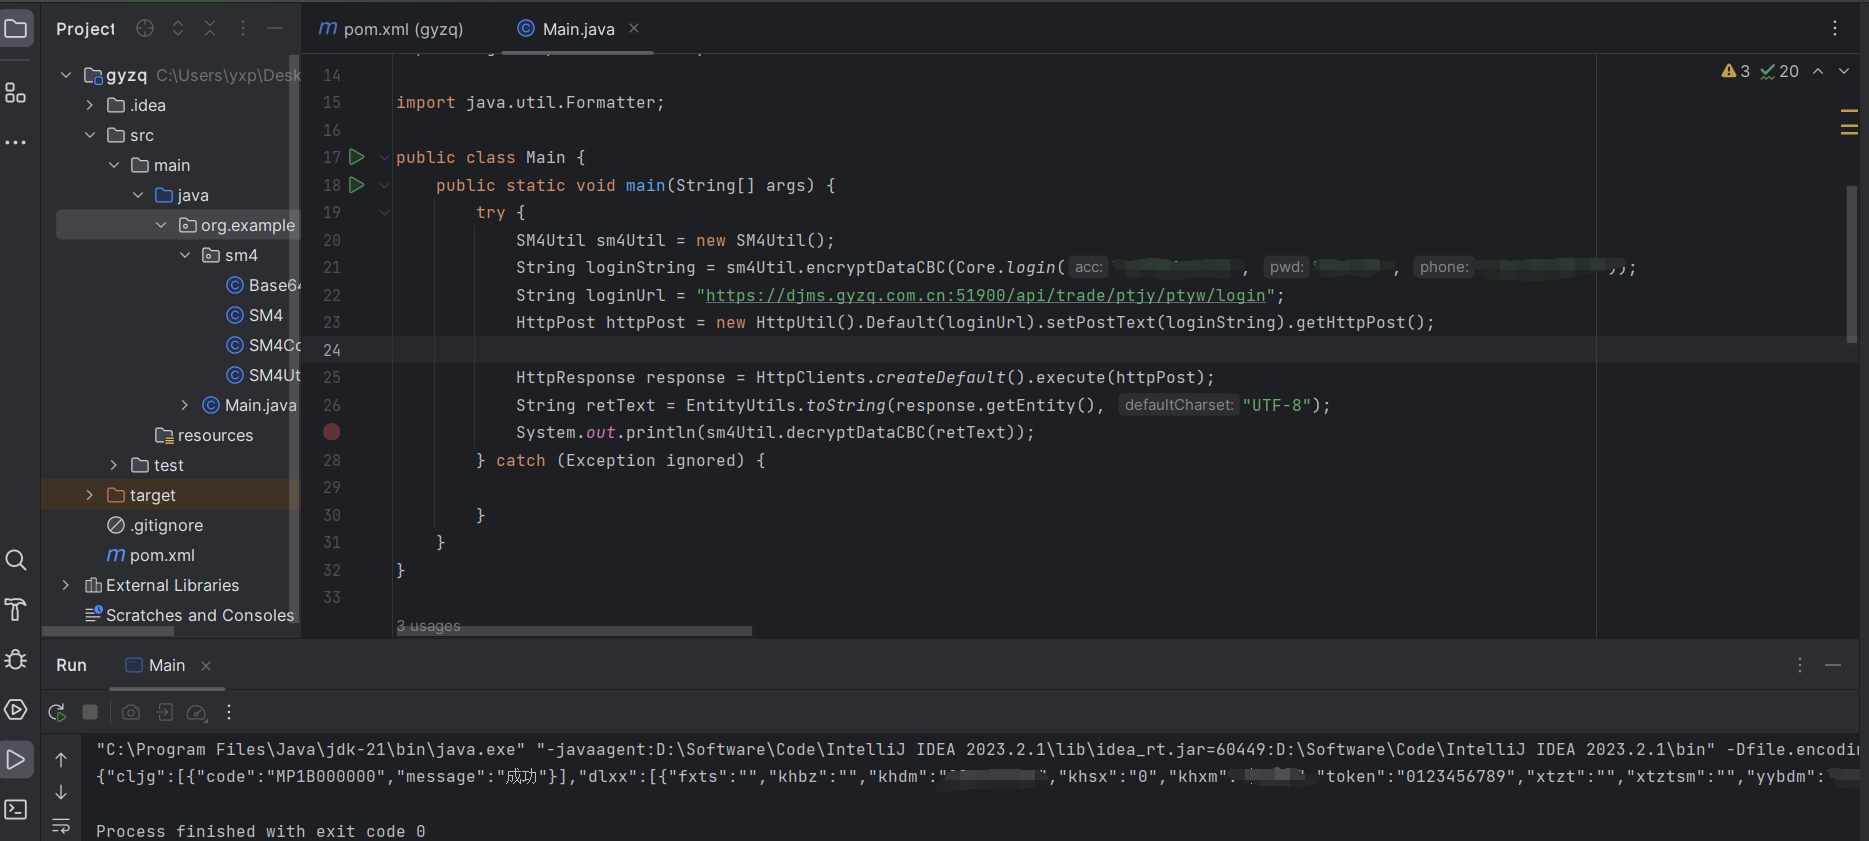 Project
pom.xml (gyzq)
Main.java
gyzq C:\Users\yxp\Desk
.idea
src
main
java
org.example
sm4
Base64
SM4
SM4Co
SM4Ut
Main.java
resources
test
target
.gitignore
pom.xml
External Libraries
Scratches and Consoles
3 20
14
15 import java.util.Formatter;
16
17 public class Main {
18 public static void main(String[] args) {
19 try {
20 SM4Util sm4Util = new SM4Util();
21 String loginString = sm4Util.encryptDataCBC(Core.login( acc: , pwd: , phone: ));
22 String loginUrl = "https://djms.gyzq.com.cn:51900/api/trade/ptjy/ptyw/login";
23 HttpPost httpPost = new HttpUtil().Default(loginUrl).setPostText(loginString).getHttpPost();
24
25 HttpResponse response = HttpClients.createDefault().execute(httpPost);
26 String retText = EntityUtils.toString(response.getEntity(), defaultCharset: "UTF-8");
System.out.println(sm4Util.decryptDataCBC(retText));
28 } catch (Exception ignored) {
29
30 }
31 }
32 }
33
3 usages
Run Main
"C:\Program Files\Java\jdk-21\bin\java.exe" "-javaagent:D:\Software\Code\IntelliJ IDEA 2023.2.1\lib\idea_rt.jar=60449:D:\Software\Code\IntelliJ IDEA 2023.2.1\bin" -Dfile.encodin
{"cljg":[{"code":"MP1B000000","message":"成功"}],"dlxx":[{"fxts":"","khbz":"","khdm":" ","khsx":"0","khxm": "token":"0123456789","xtzt":"","xtztsm":"","yybdm":
Process finished with exit code 0